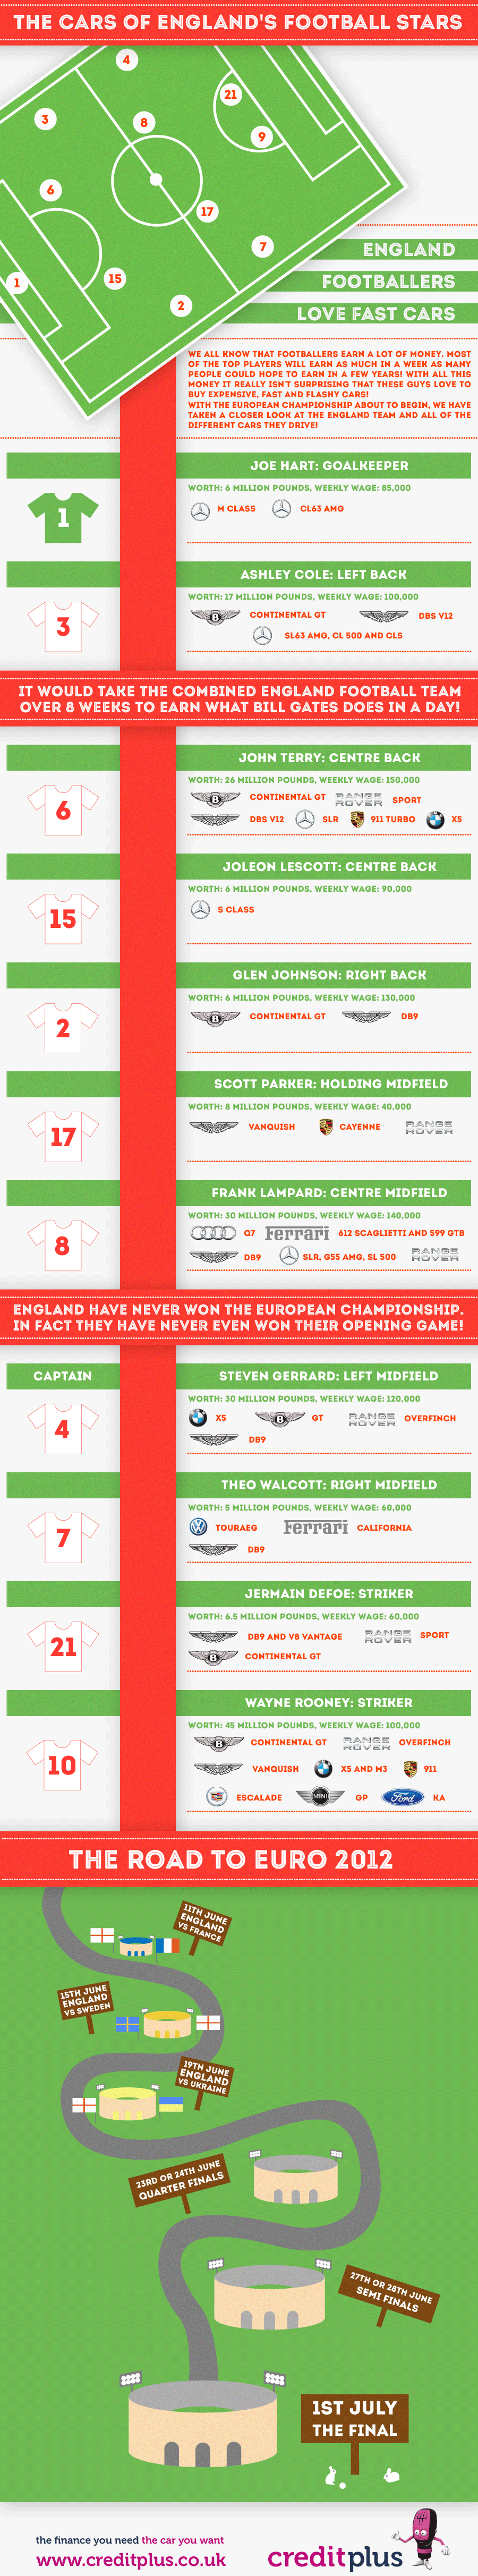 THE CARS OF ENGLAND'S FOOTBALL STARS
4
21
3
8
9
6
17
7
1
15
2
ENGLAND
FOOTBALLERS
LOVE FAST CARS
WE ALL KNOW THAT FOOTBALLERS EARN A LOT OF MONEY. MOST
OF THE TOP PLAYERS WILL EARN AS MUCH IN A WEEK AS MANY
PEOPLE COULD HOPE TO EARN IN A FEW YEARS! WITH ALL THIS
MONEY IT REALLY ISN'T SURPRISING THAT THESE GUYS LOVE TO
BUY EXPENSIVE, FAST AND FLASHY CARS!
WITH THE EUROPEAN CHAMPIONSHIP ABOUT TO BEGIN, WE HAVE
TAKEN A CLOSER LOOK AT THE ENGLAND TEAM AND ALL OF THE
DIFFERENT CARS THEY DRIVE!
JOE HART: GOALKEEPER
WORTH: 6 MILLION POUNDS, WEEKLY WAGE: 85,000
1
M CLASS CL63 AMG
ASHLEY COLE: LEFT BACK
WORTH: 17 MILLION POUNDS, WEEKLY WAGE: 100,000
3
B CONTINENTAL GT DBS V12
SL63 AMG, CL 500 AND CLS
IT WOULD TAKE THE COMBINED ENGLAND FOOTBALL TEAM
OVER 8 WEEKS TO EARN WHAT BILL GATES DOES IN A DAY!
JOHN TERRY: CENTRE BACK
WORTH: 26 MILLION POUNDS, WEEKLY WAGE: 150,000
6
B CONTINENTAL GT RANGE ROVER SPORT
DBS V12 SLR 911 TURBO X5
JOLEON LESCOTT: CENTRE BACK
WORTH: 6 MILLION POUNDS, WEEKLY WAGE: 90,000
15
S CLASS
GLEN JOHNSON: RIGHT BACK
WORTH: 6 MILLION POUNDS, WEEKLY WAGE: 130,000
2
B CONTINENTAL GT DB9
SCOTT PARKER: HOLDING MIDFIELD
WORTH: 8 MILLION POUNDS, WEEKLY WAGE: 40,000
17
VANQUISH CAYENNE RANGE ROVER
FRANK LAMPARD: CENTRE MIDFIELD
WORTH: 30 MILLION POUNDS, WEEKLY WAGE: 140,000
8
Q7 Ferrari 612 SCAGLIETTI AND 599 GTB
DB9 SLR, G55 AMG, SL 500 RANGE ROVER
ENGLAND HAVE NEVER WON THE EUROPEAN CHAMPIONSHIP.
IN FACT THEY HAVE NEVER EVEN WON THEIR OPENING GAME!
CAPTAIN
STEVEN GERRARD: LEFT MIDFIELD
WORTH: 30 MILLION POUNDS, WEEKLY WAGE: 120,000
4
X5 B GT RANGE ROVER OVERFINCH
DB9
THEO WALCOTT: RIGHT MIDFIELD
WORTH: 5 MILLION POUNDS, WEEKLY WAGE: 60,000
7
TOURAEG Ferrari CALIFORNIA
DB9
JERMAIN DEFOE: STRIKER
WORTH: 6.5 MILLION POUNDS, WEEKLY WAGE: 60,000
21
DB9 AND V8 VANTAGE RANGE ROVER SPORT
B CONTINENTAL GT
WAYNE ROONEY: STRIKER
WORTH: 45 MILLION POUNDS, WEEKLY WAGE: 100,000
10
B CONTINENTAL GT RANGE ROVER OVERFINCH
VANQUISH X5 AND M3 911
ESCALADE MINI GP Ford KA
THE ROAD TO EURO 2012
11TH JUNE
ENGLAND
VS FRANCE
15TH JUNE
ENGLAND
VS SWEDEN
19TH JUNE
ENGLAND
VS UKRAINE
23RD OR 24TH JUNE
QUARTER FINALS
27TH OR 28TH JUNE
SEMI FINALS
1ST JULY
THE FINAL
the finance you need the car you want
www.creditplus.co.uk
creditplus